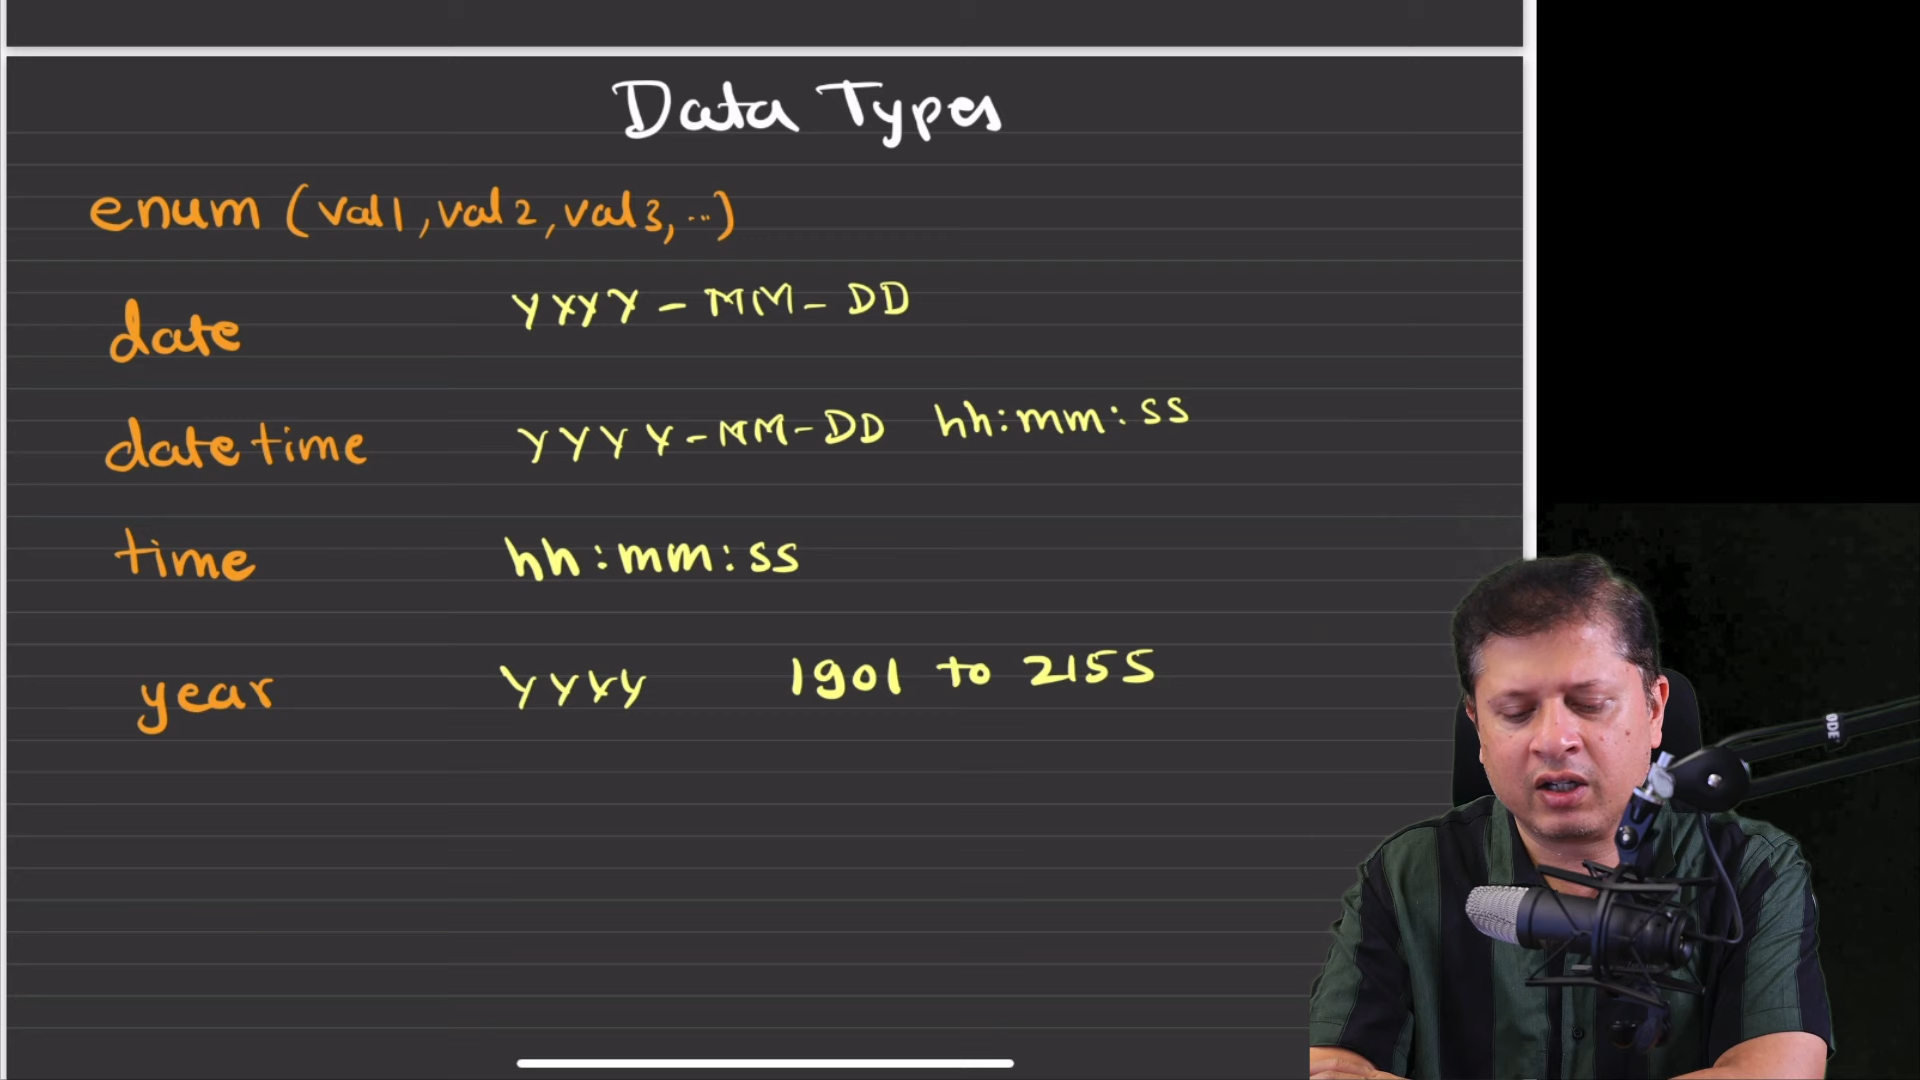 Data Types
enum (val1, val2, val3, ...)
date YYYY - MM - DD
datetime YYYY-MM-DD hh:mm:ss
time hh:mm:ss
year YYYY 1901 to 2155
ODE